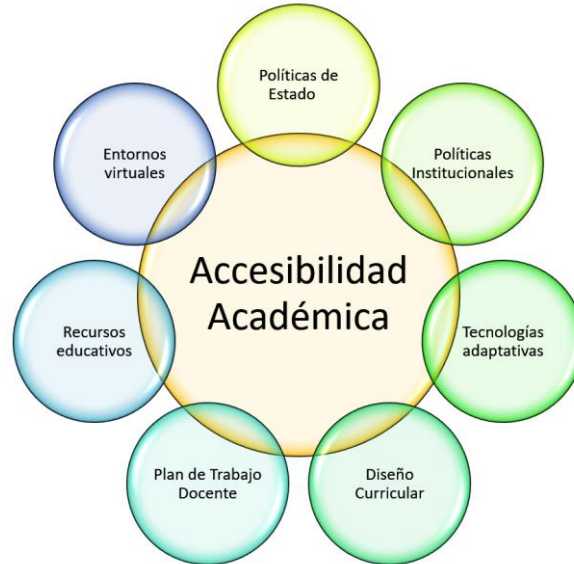 Políticas de
Estado
Políticas
Institucionales
Tecnologías
adaptativas
Diseño
Curricular
Plan de Trabajo
Docente
Recursos
educativos
Entornos
virtuales
Accesibilidad
Académica